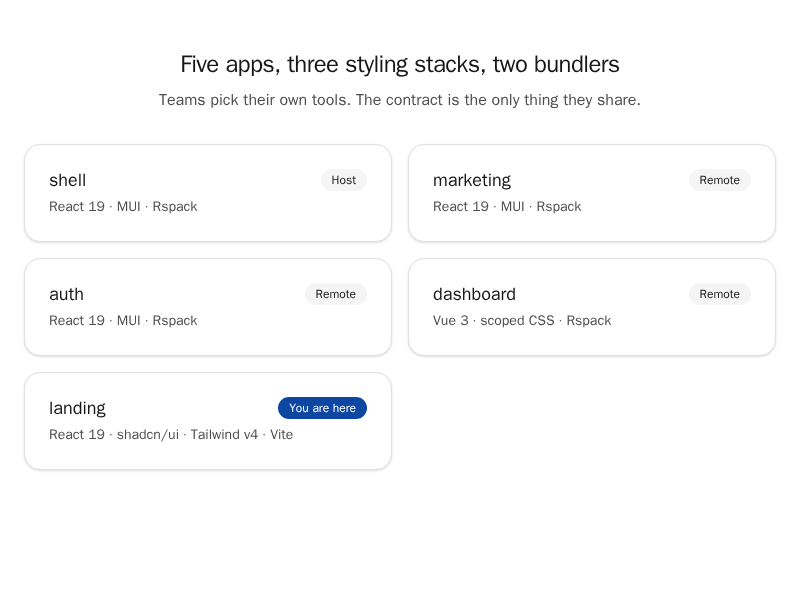 Five apps, three styling stacks, two bundlers
Teams pick their own tools. The contract is the only thing they share.
shell
Host
React 19 · MUI · Rspack
marketing
Remote
React 19 · MUI · Rspack
auth
Remote
React 19 · MUI · Rspack
dashboard
Remote
Vue 3 · scoped CSS · Rspack
landing
You are here
React 19 · shadcn/ui · Tailwind v4 · Vite